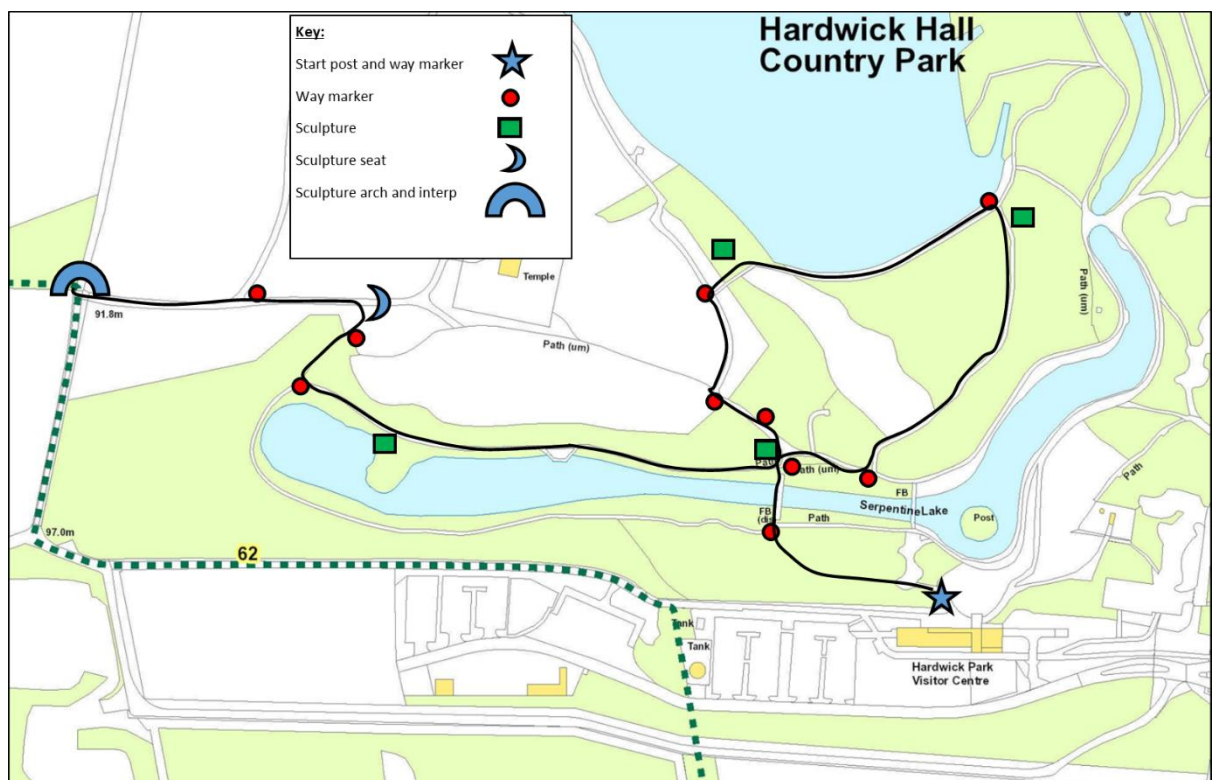 Hardwick Hall
Country Park
Key:
Start post and way marker
Way marker
Sculpture
Sculpture seat
Sculpture arch and interp
Temple
Path (um)
91.8m
Path (um)
Path (um)
FB
Serpentine Lake
FB
Path
Post
Path
97.0m
62
Tank
Tank
Hardwick Park
Visitor Centre